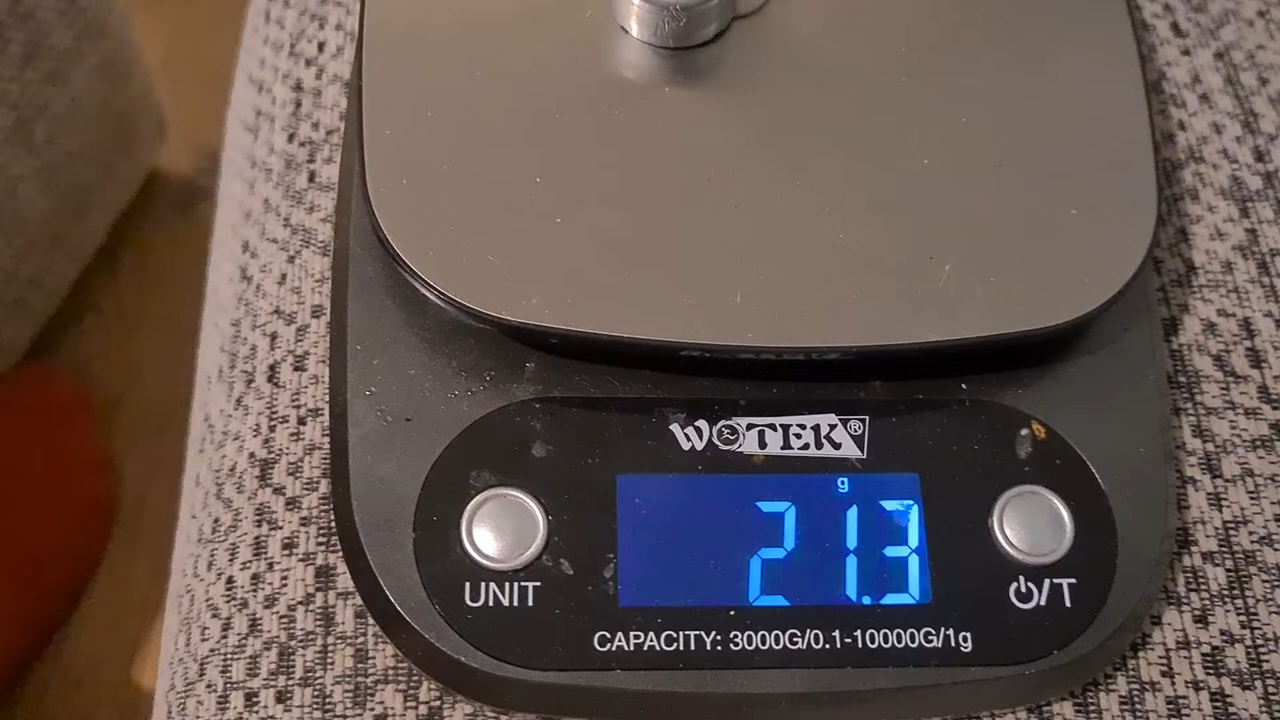 WOTEK®
g
21.3
UNIT
⏻/T
CAPACITY: 3000G/0.1-10000G/1g